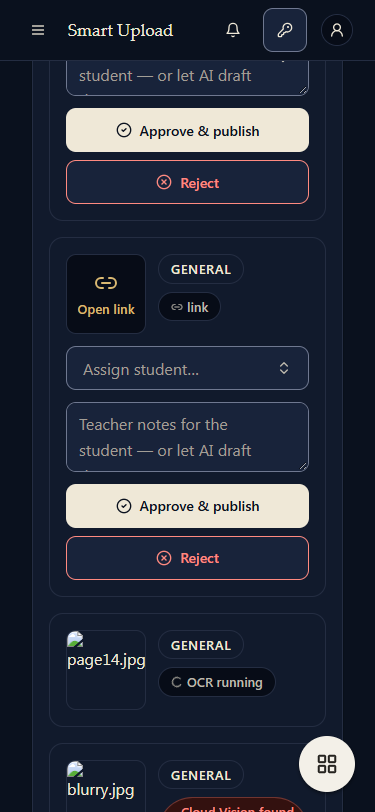 Smart Upload
student — or let AI draft
Approve & publish
Reject
Open link
GENERAL
link
Assign student...
Teacher notes for the
student — or let AI draft
Approve & publish
Reject
page14.jpg
GENERAL
OCR running
blurry.jpg
GENERAL
Cloud Vision found